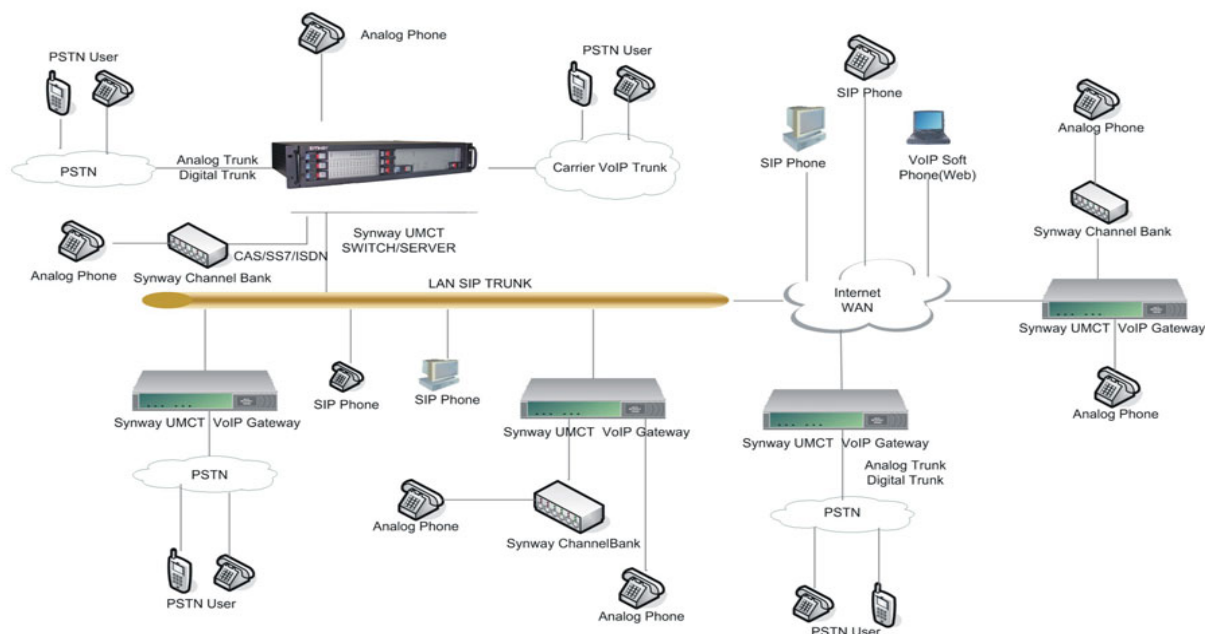 Analog Phone
PSTN User
PSTN User
SIP Phone
Analog Phone
SIP Phone
VoIP Soft
Phone(Web)
PSTN
Analog Trunk
Digital Trunk
Carrier VoIP Trunk
Synway Channel Bank
Synway UMCT
SWITCH/SERVER
CAS/SS7/ISDN
Analog Phone
Synway Channel Bank
LAN SIP TRUNK
Internet
WAN
Synway UMCT VoIP Gateway
SIP Phone
SIP Phone
Analog Phone
Synway UMCT VoIP Gateway
Synway UMCT VoIP Gateway
Synway UMCT VoIP Gateway
Analog Trunk
Digital Trunk
PSTN
PSTN
Analog Phone
Synway ChannelBank
PSTN User
Analog Phone
PSTN User